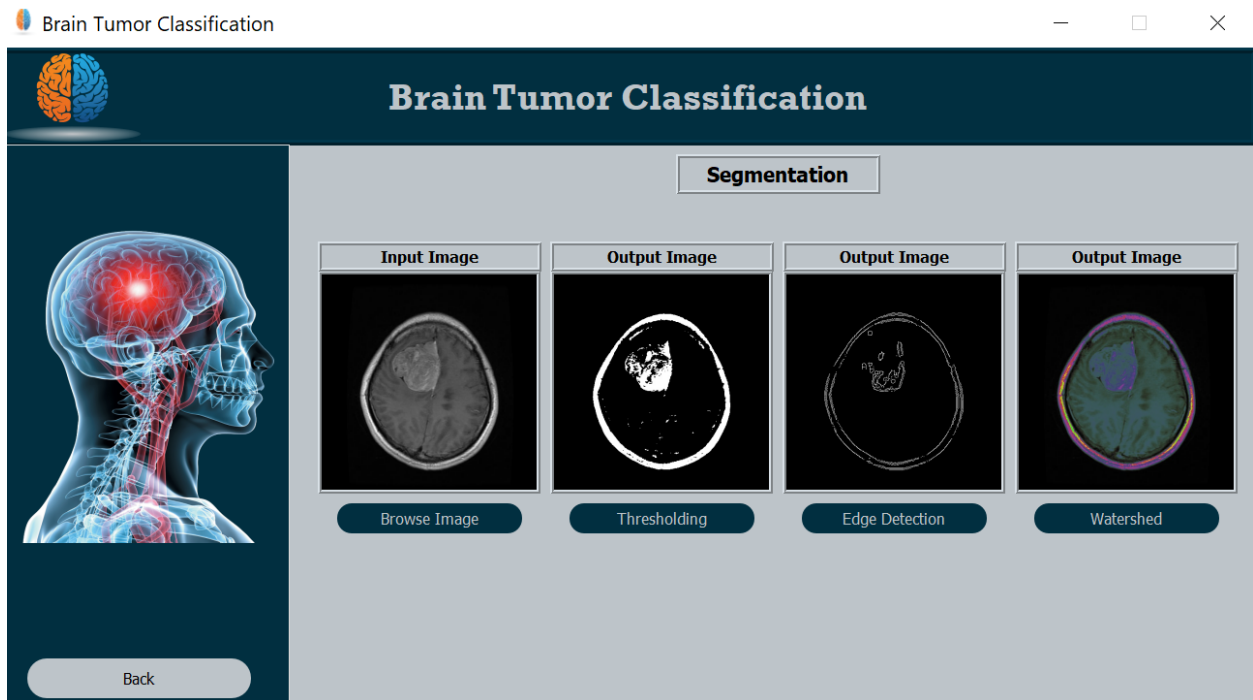 Brain Tumor Classification
Brain Tumor Classification
Segmentation
Input Image
Output Image
Output Image
Output Image
Browse Image
Thresholding
Edge Detection
Watershed
Back